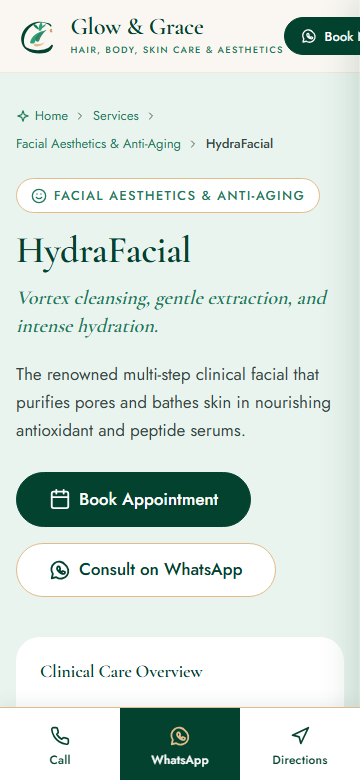 Glow & Grace
HAIR, BODY, SKIN CARE & AESTHETICS
Book
Home > Services >
Facial Aesthetics & Anti-Aging > HydraFacial
FACIAL AESTHETICS & ANTI-AGING
HydraFacial
Vortex cleansing, gentle extraction, and
intense hydration.
The renowned multi-step clinical facial that
purifies pores and bathes skin in nourishing
antioxidant and peptide serums.
Book Appointment
Consult on WhatsApp
Clinical Care Overview
Call
WhatsApp
Directions